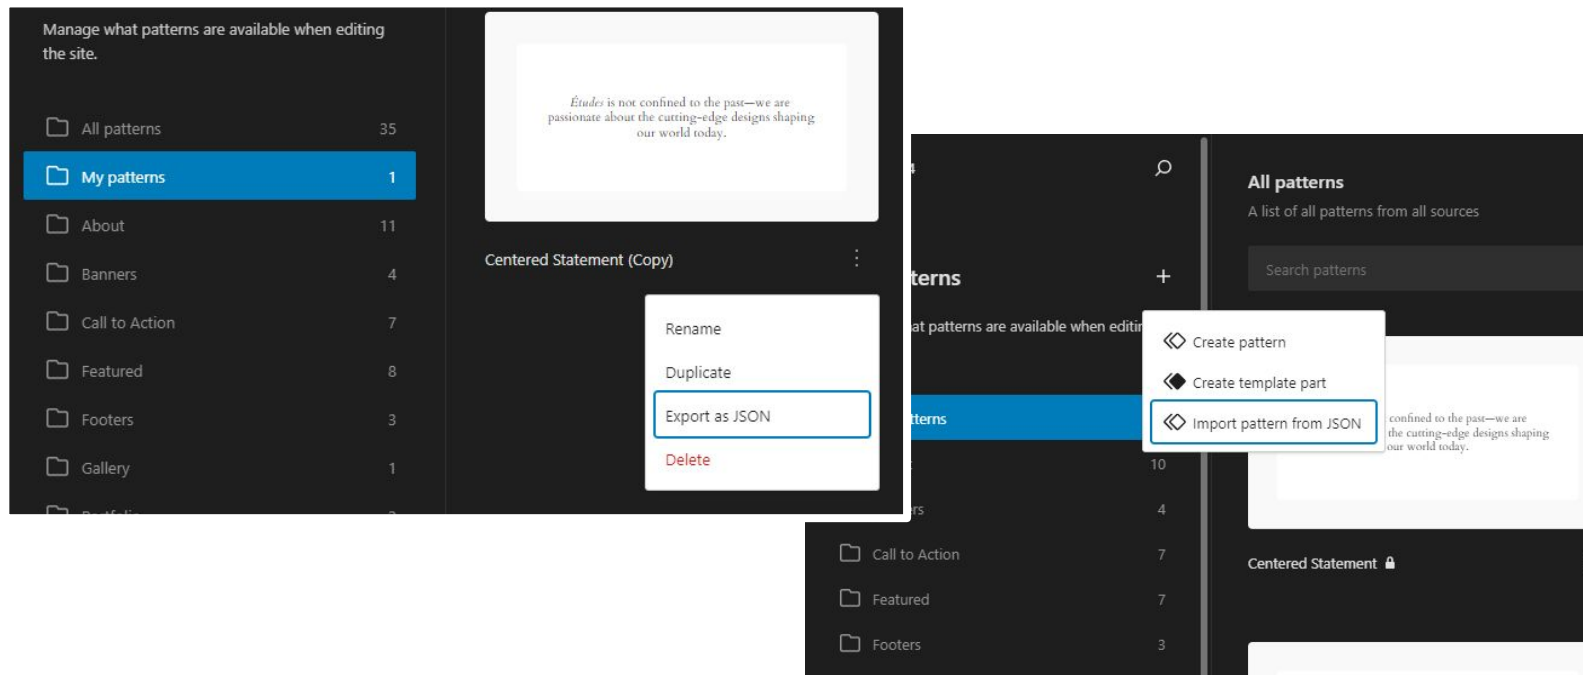 Manage what patterns are available when editing
the site.
All patterns 35
My patterns 1
About 11
Banners 4
Call to Action 7
Featured 8
Footers 3
Gallery 1
Études is not confined to the past—we are
passionate about the cutting-edge designs shaping
our world today.
Centered Statement (Copy)
Rename
Duplicate
Export as JSON
Delete
terns
at patterns are available when editin
tterns
10
rs 4
Call to Action 7
Featured 7
Footers 3
Create pattern
Create template part
Import pattern from JSON
All patterns
A list of all patterns from all sources
Search patterns
confined to the past—we are
the cutting-edge designs shaping
our world today.
Centered Statement